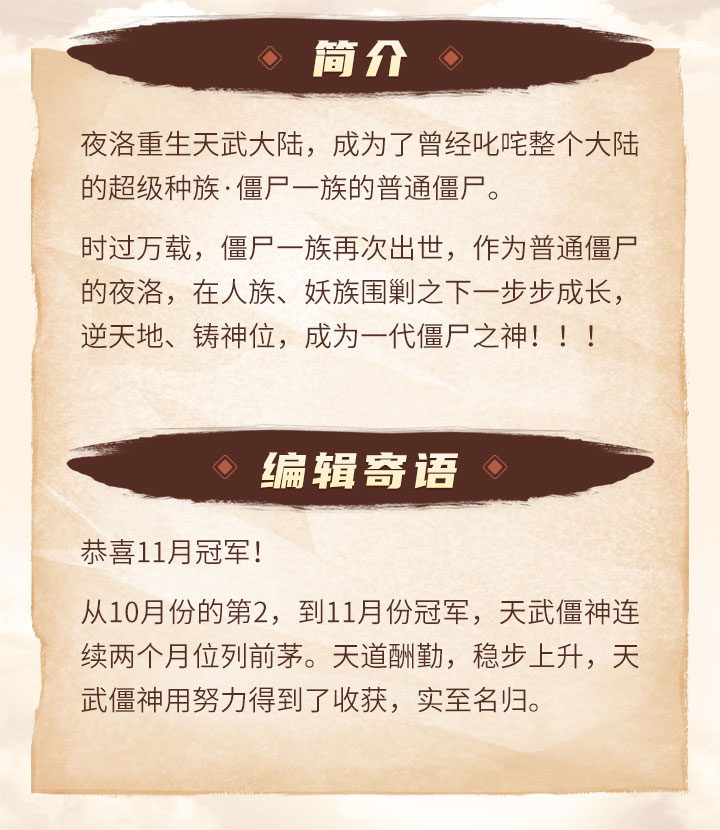 简介
夜洛重生天武大陆，成为了曾经叱咤整个大陆
的超级种族·僵尸一族的普通僵尸。
时过万载，僵尸一族再次出世，作为普通僵尸
的夜洛，在人族、妖族围剿之下一步步成长，
逆天地、铸神位，成为一代僵尸之神！！！
编辑寄语
恭喜11月冠军！
从10月份的第2，到11月份冠军，天武僵神连
续两个月位列前茅。天道酬勤，稳步上升，天
武僵神用努力得到了收获，实至名归。